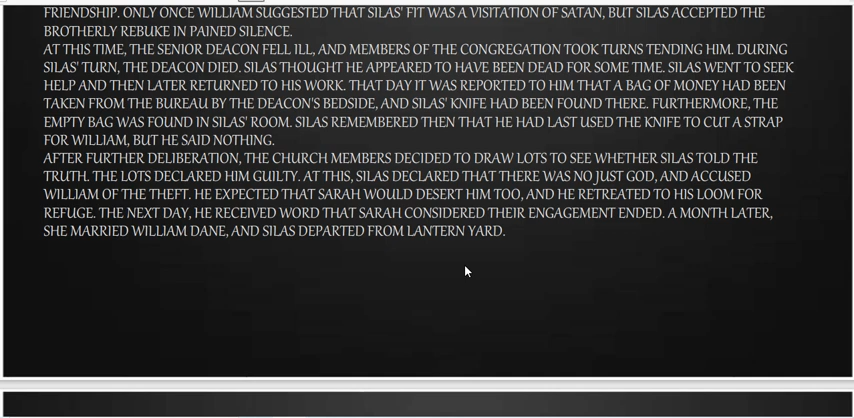 FRIENDSHIP. ONLY ONCE WILLIAM SUGGESTED THAT SILAS' FIT WAS A VISITATION OF SATAN, BUT SILAS ACCEPTED THE
BROTHERLY REBUKE IN PAINED SILENCE.
AT THIS TIME, THE SENIOR DEACON FELL ILL, AND MEMBERS OF THE CONGREGATION TOOK TURNS TENDING HIM. DURING
SILAS' TURN, THE DEACON DIED. SILAS THOUGHT HE APPEARED TO HAVE BEEN DEAD FOR SOME TIME. SILAS WENT TO SEEK
HELP AND THEN LATER RETURNED TO HIS WORK. THAT DAY IT WAS REPORTED TO HIM THAT A BAG OF MONEY HAD BEEN
TAKEN FROM THE BUREAU BY THE DEACON'S BEDSIDE, AND SILAS' KNIFE HAD BEEN FOUND THERE. FURTHERMORE, THE
EMPTY BAG WAS FOUND IN SILAS' ROOM. SILAS REMEMBERED THEN THAT HE HAD LAST USED THE KNIFE TO CUT A STRAP
FOR WILLIAM, BUT HE SAID NOTHING.
AFTER FURTHER DELIBERATION, THE CHURCH MEMBERS DECIDED TO DRAW LOTS TO SEE WHETHER SILAS TOLD THE
TRUTH. THE LOTS DECLARED HIM GUILTY. AT THIS, SILAS DECLARED THAT THERE WAS NO JUST GOD, AND ACCUSED
WILLIAM OF THE THEFT. HE EXPECTED THAT SARAH WOULD DESERT HIM TOO, AND HE RETREATED TO HIS LOOM FOR
REFUGE. THE NEXT DAY, HE RECEIVED WORD THAT SARAH CONSIDERED THEIR ENGAGEMENT ENDED. A MONTH LATER,
SHE MARRIED WILLIAM DANE, AND SILAS DEPARTED FROM LANTERN YARD.